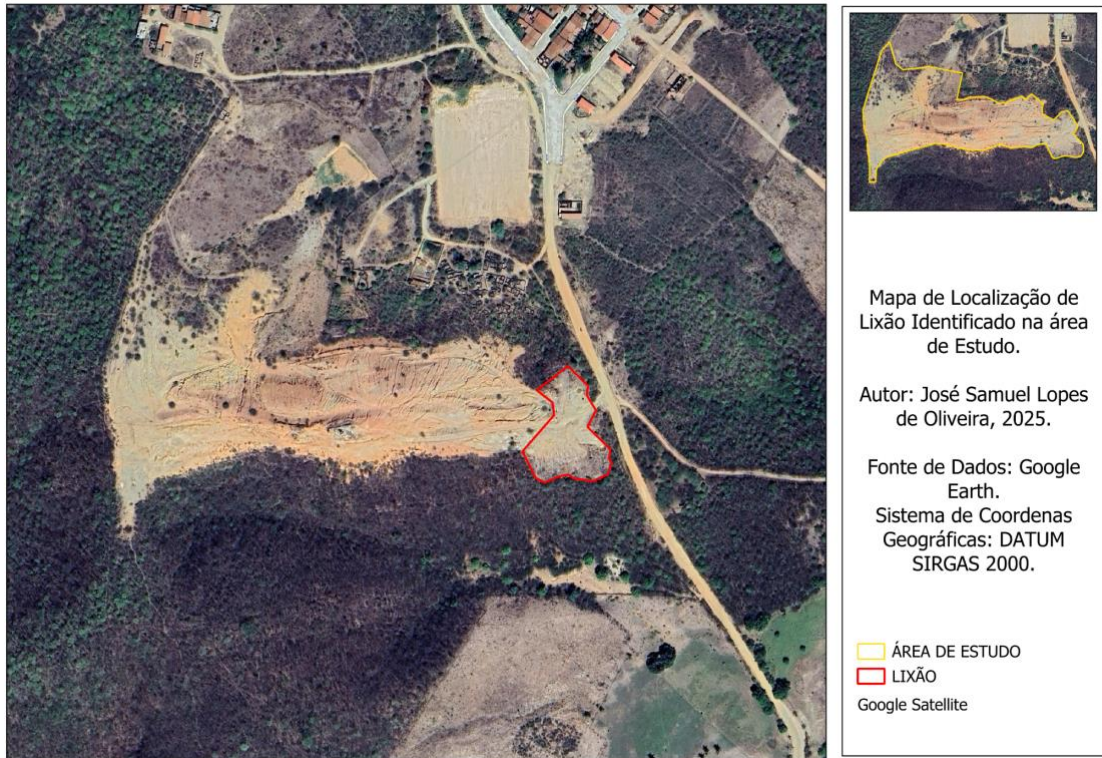 Mapa de Localização de
Lixão Identificado na área
de Estudo.
Autor: José Samuel Lopes
de Oliveira, 2025.
Fonte de Dados: Google
Earth.
Sistema de Coordenas
Geográficas: DATUM
SIRGAS 2000.
ÁREA DE ESTUDO
LIXÃO
Google Satellite